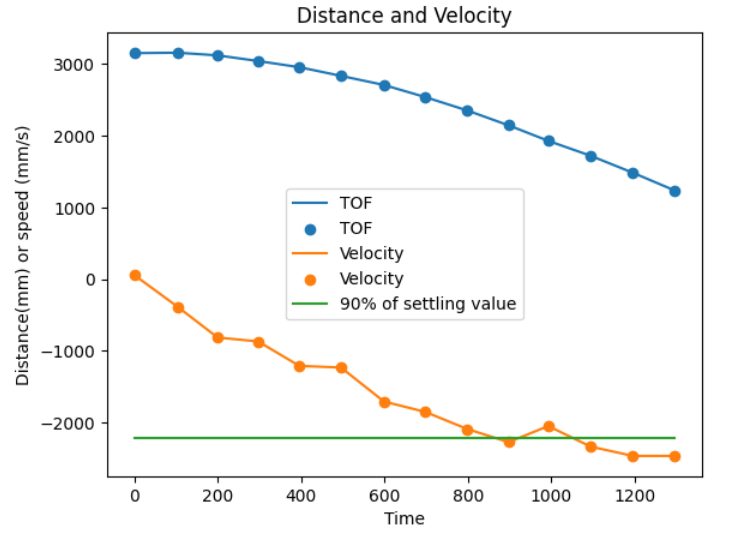 Distance and Velocity
Distance(mm) or speed (mm/s)
3000
2000
1000
0
−1000
−2000
TOF
TOF
Velocity
Velocity
90% of settling value
0 200 400 600 800 1000 1200
Time